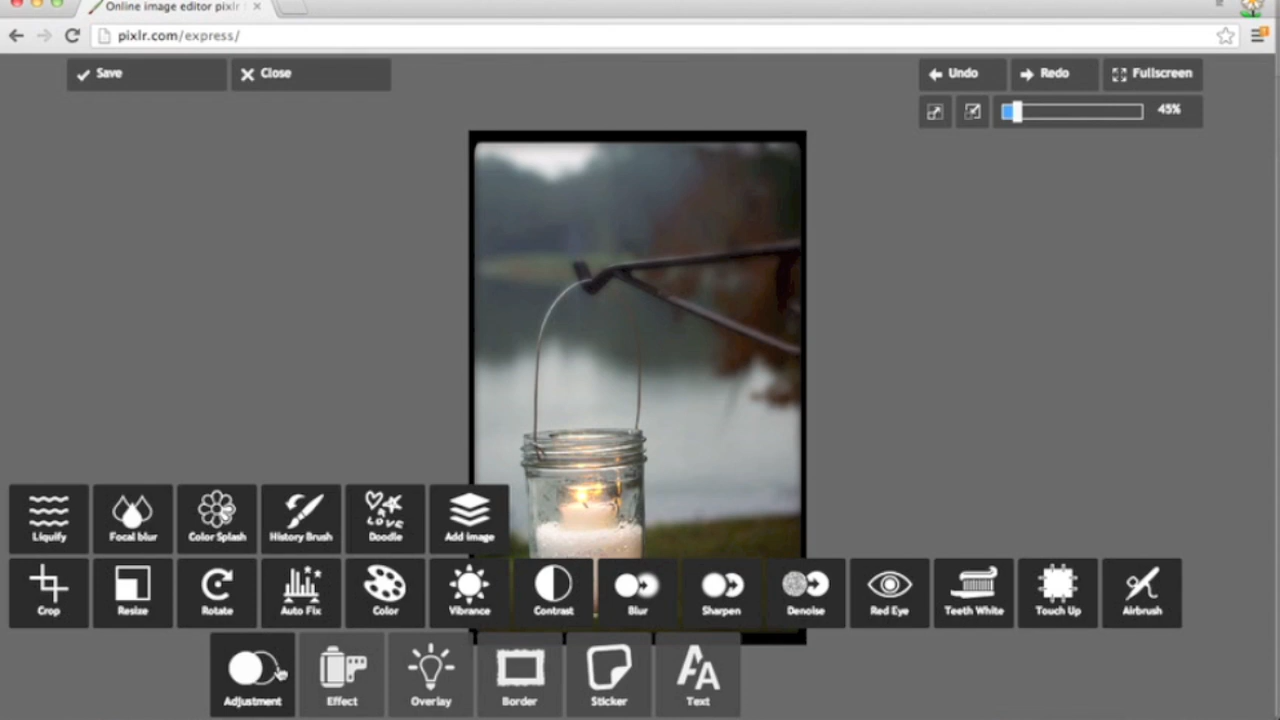 Online image editor pixlr
pixlr.com/express/
Save
Close
Undo
Redo
Fullscreen
45%
Liquify
Focal blur
Color Splash
History Brush
LOVE
Doodle
Add image
Crop
Resize
Rotate
Auto Fix
Color
Vibrance
Contrast
Blur
Sharpen
Denoise
Red Eye
Teeth White
Touch Up
Airbrush
Adjustment
Effect
Overlay
Border
Sticker
AA
Text